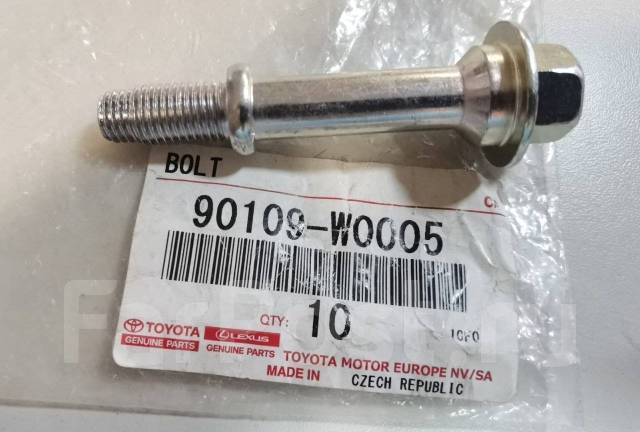 BOLT
90109-W0005
QTY: 10
TOYOTA
GENUINE PARTS
LEXUS
GENUINE PARTS
TOYOTA MOTOR EUROPE NV/SA
MADE IN CZECH REPUBLIC